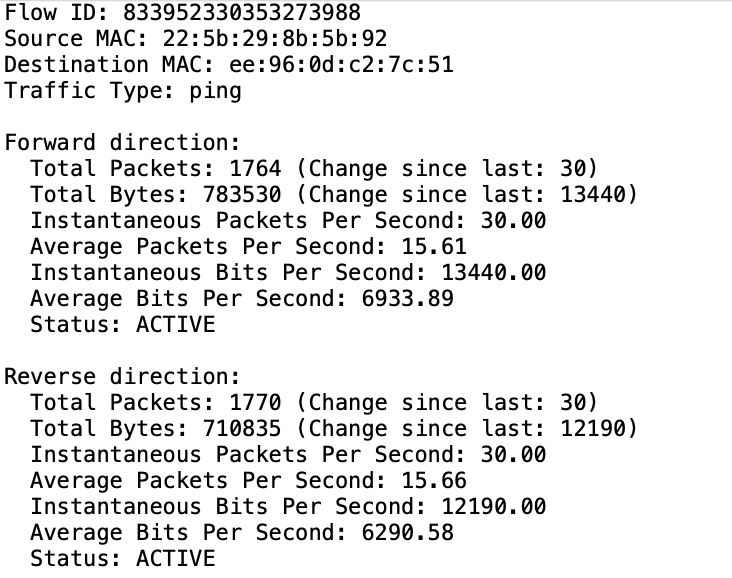 Flow ID: 833952330353273988
Source MAC: 22:5b:29:8b:5b:92
Destination MAC: ee:96:0d:c2:7c:51
Traffic Type: ping

Forward direction:
  Total Packets: 1764 (Change since last: 30)
  Total Bytes: 783530 (Change since last: 13440)
  Instantaneous Packets Per Second: 30.00
  Average Packets Per Second: 15.61
  Instantaneous Bits Per Second: 13440.00
  Average Bits Per Second: 6933.89
  Status: ACTIVE

Reverse direction:
  Total Packets: 1770 (Change since last: 30)
  Total Bytes: 710835 (Change since last: 12190)
  Instantaneous Packets Per Second: 30.00
  Average Packets Per Second: 15.66
  Instantaneous Bits Per Second: 12190.00
  Average Bits Per Second: 6290.58
  Status: ACTIVE